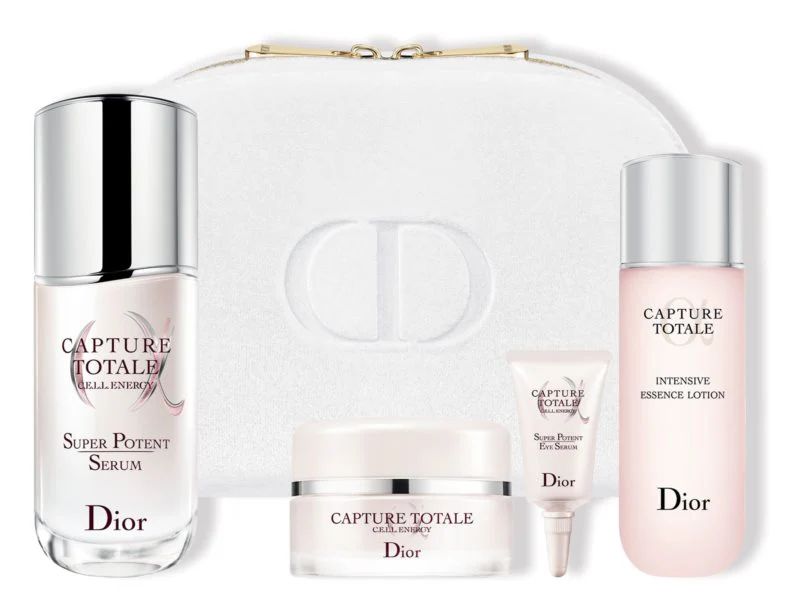 CD
CAPTURE
TOTALE
C.E.L.L. ENERGY
SUPER POTENT
SERUM
Dior
CAPTURE TOTALE
C.E.L.L. ENERGY
Dior
CAPTURE
TOTALE
C.E.L.L. ENERGY
SUPER POTENT
EYE SERUM
Dior
CAPTURE
TOTALE
INTENSIVE
ESSENCE LOTION
Dior